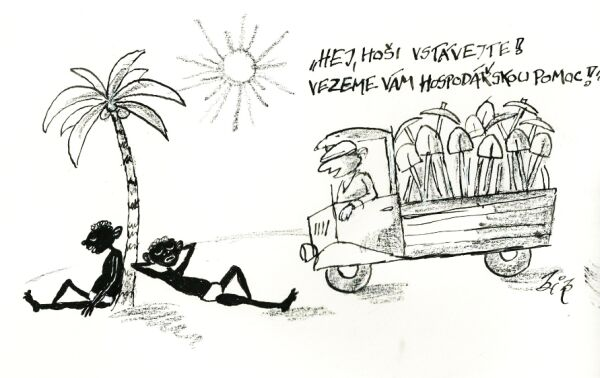 „HEJ, HOŠI VSTÁVEJTE!
VEZEME VÁM HOSPODÁŘSKOU POMOC!“